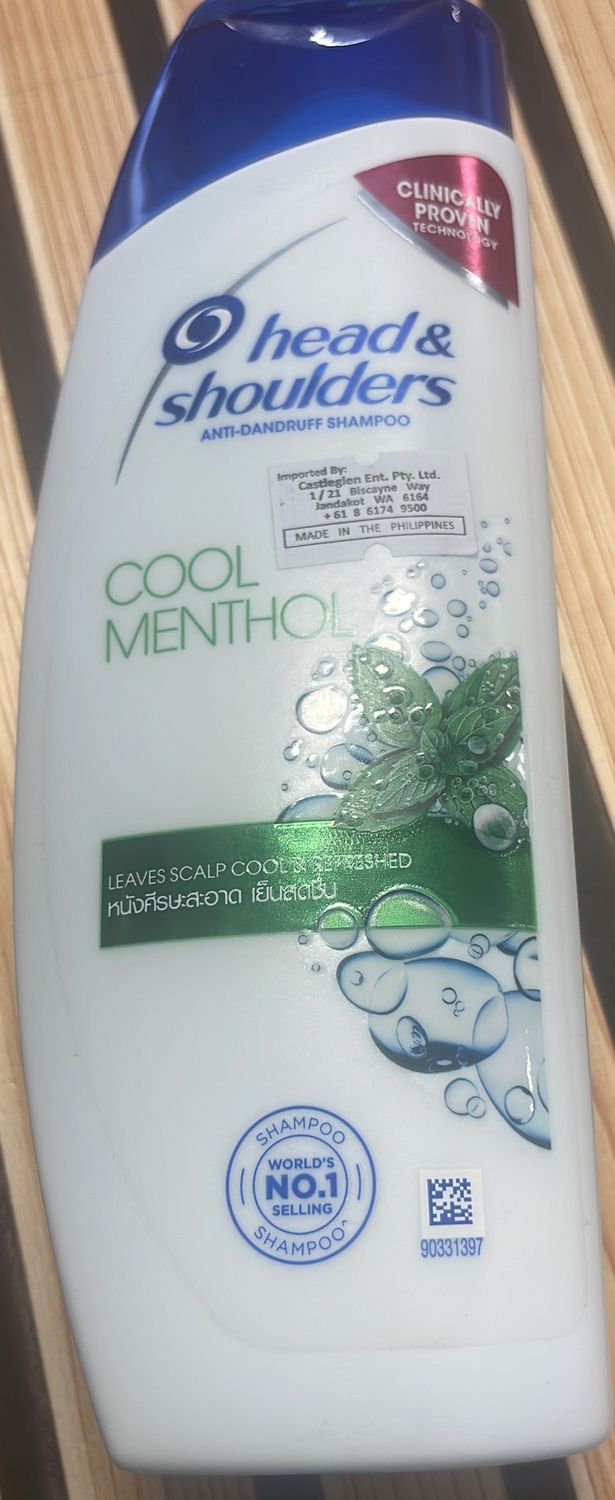 CLINICALLY
PROVEN
TECHNOLOGY
head &
shoulders
ANTI-DANDRUFF SHAMPOO
Imported By:
Castleglen Ent. Pty. Ltd.
1/21 Biscayne Way
Jandakot WA 6164
+61 8 6174 9500
MADE IN THE PHILIPPINES
COOL
MENTHOL
LEAVES SCALP COOL & REFRESHED
หนังศีรษะสะอาด เย็นสดชื่น
SHAMPOO
WORLD'S
NO.1
SELLING
SHAMPOO^
90331397